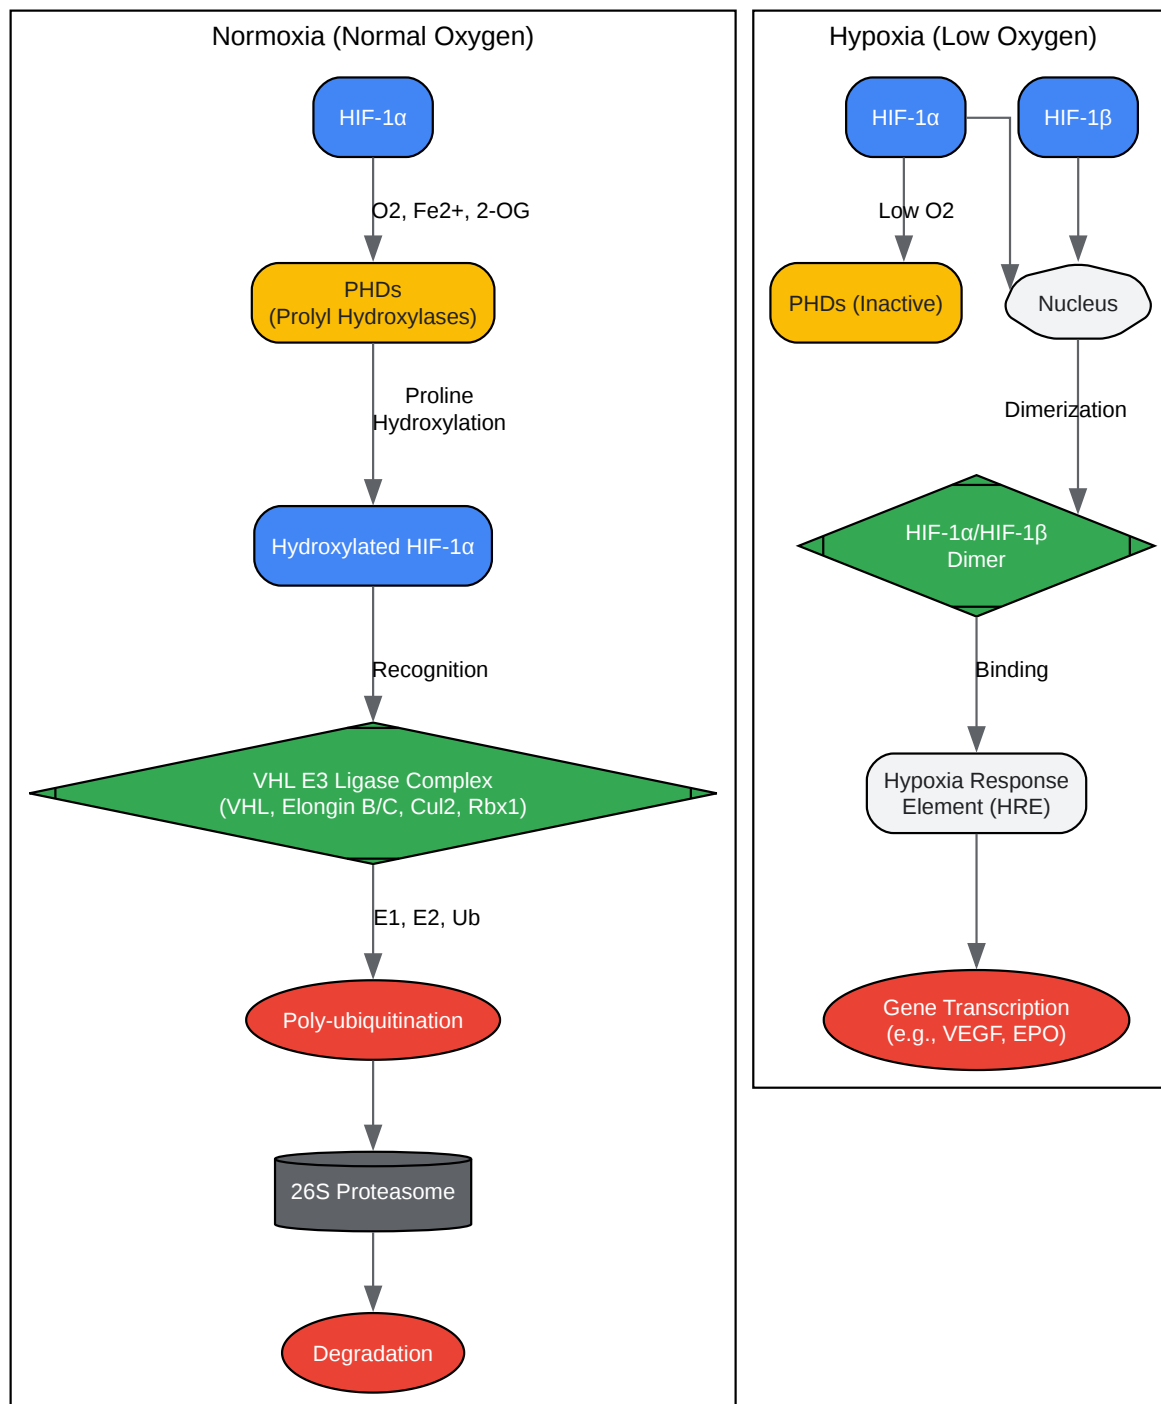 Normoxia (Normal Oxygen)
HIF-1α
O2, Fe2+, 2-OG
PHDs
(Prolyl Hydroxylases)
Proline
Hydroxylation
Hydroxylated HIF-1α
Recognition
VHL E3 Ligase Complex
(VHL, Elongin B/C, Cul2, Rbx1)
E1, E2, Ub
Poly-ubiquitination
26S Proteasome
Degradation
Hypoxia (Low Oxygen)
HIF-1α
HIF-1β
Low O2
PHDs (Inactive)
Nucleus
Dimerization
HIF-1α/HIF-1β
Dimer
Binding
Hypoxia Response
Element (HRE)
Gene Transcription
(e.g., VEGF, EPO)